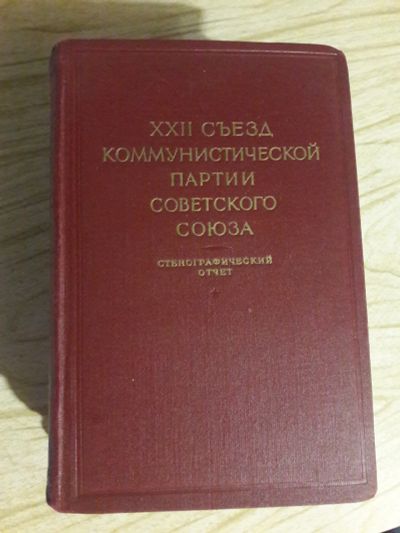 XXII СЪЕЗД
КОММУНИСТИЧЕСКОЙ
ПАРТИИ
СОВЕТСКОГО
СОЮЗА
СТЕНОГРАФИЧЕСКИЙ
ОТЧЕТ